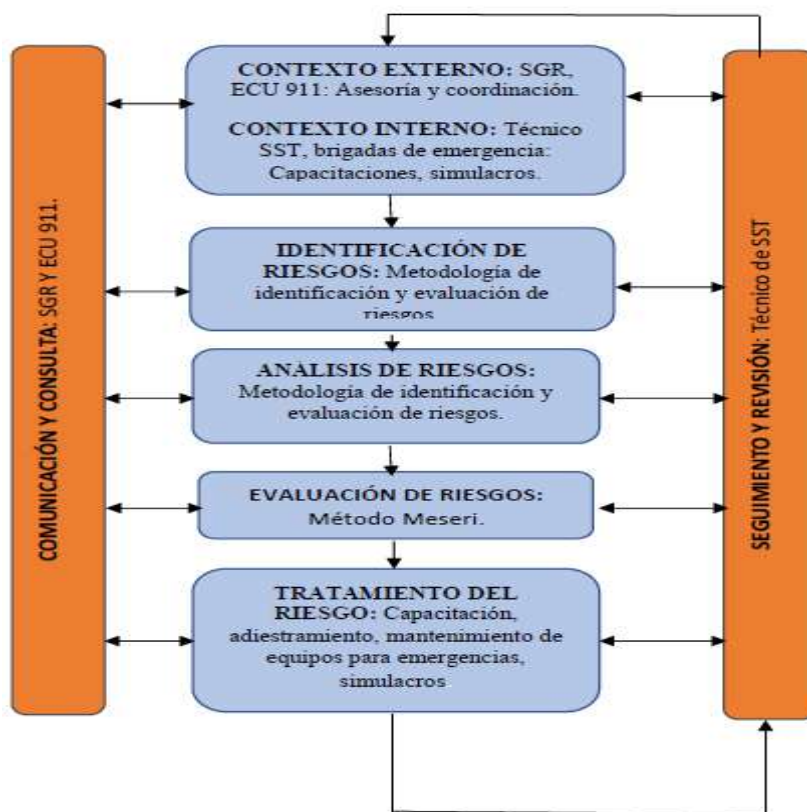 COMUNICACIÓN Y CONSULTA: SGR Y ECU 911.
CONTEXTO EXTERNO: SGR,
ECU 911: Asesoría y coordinación.
CONTEXTO INTERNO: Técnico
SST, brigadas de emergencia:
Capacitaciones, simulacros.
IDENTIFICACIÓN DE
RIESGOS: Metodología de
identificación y evaluación de
riesgos
ANÁLISIS DE RIESGOS:
Metodología de identificación y
evaluación de riesgos.
EVALUACIÓN DE RIESGOS:
Método Meseri.
TRATAMIENTO DEL
RIESGO: Capacitación,
adiestramiento, mantenimiento de
equipos para emergencias,
simulacros
SEGUIMIENTO Y REVISIÓN: Técnico de SST